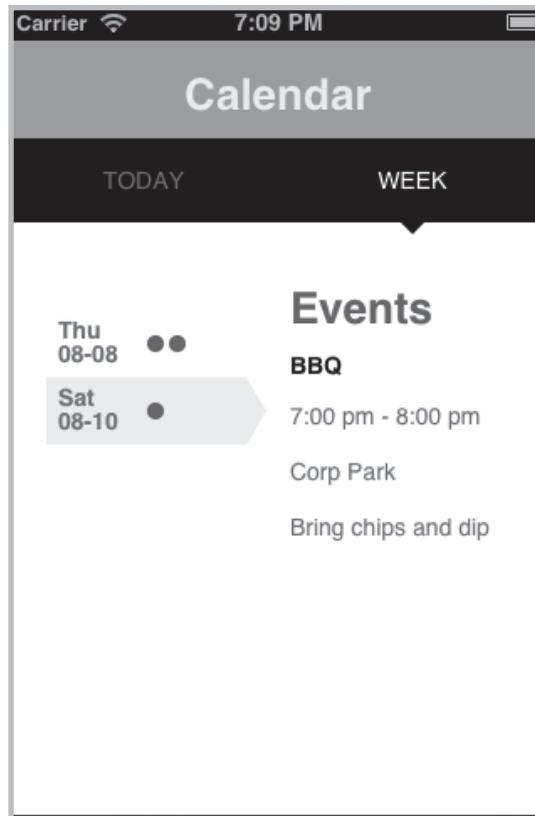 Carrier 7:09 PM
Calendar
TODAY WEEK
Thu
08-08
Sat
08-10
Events
BBQ
7:00 pm - 8:00 pm
Corp Park
Bring chips and dip